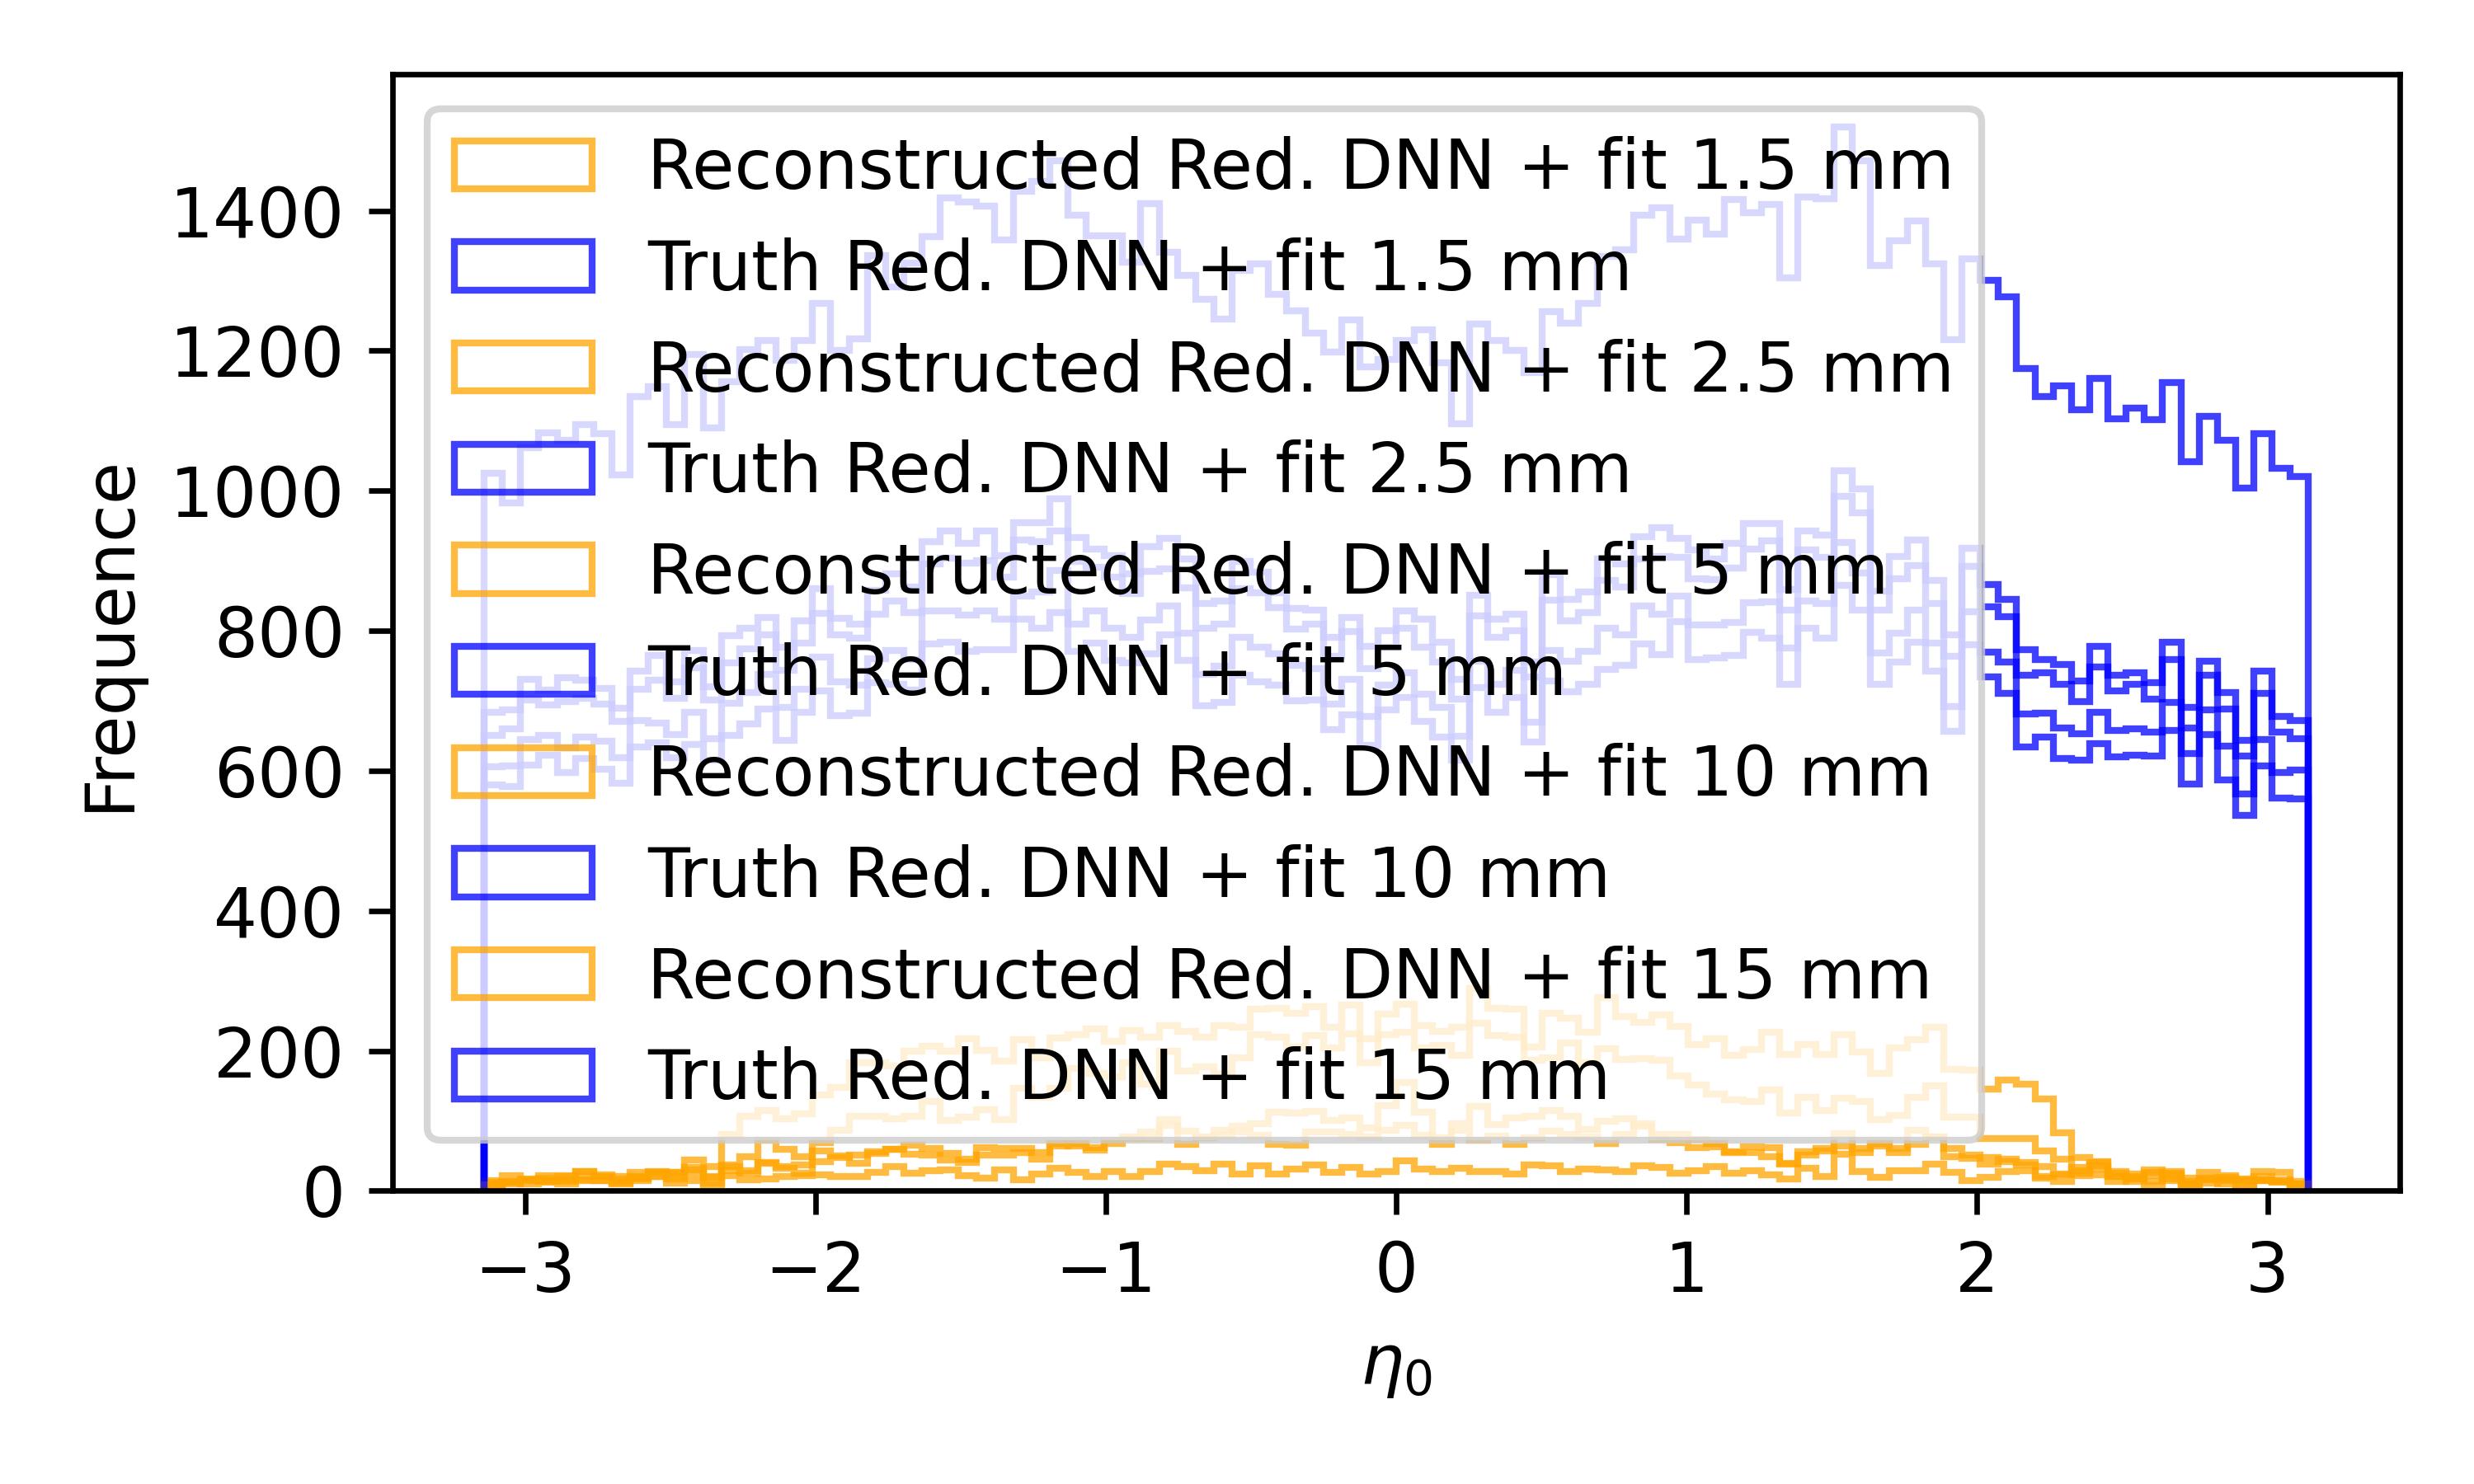 Reconstructed Red. DNN + fit 1.5 mm
Truth Red. DNN + fit 1.5 mm
Reconstructed Red. DNN + fit 2.5 mm
Truth Red. DNN + fit 2.5 mm
Reconstructed Red. DNN + fit 5 mm
Truth Red. DNN + fit 5 mm
Reconstructed Red. DNN + fit 10 mm
Truth Red. DNN + fit 10 mm
Reconstructed Red. DNN + fit 15 mm
Truth Red. DNN + fit 15 mm
1400
1200
1000
800
600
400
200
0
Frequence
−3 −2 −1 0 1 2 3
η₀